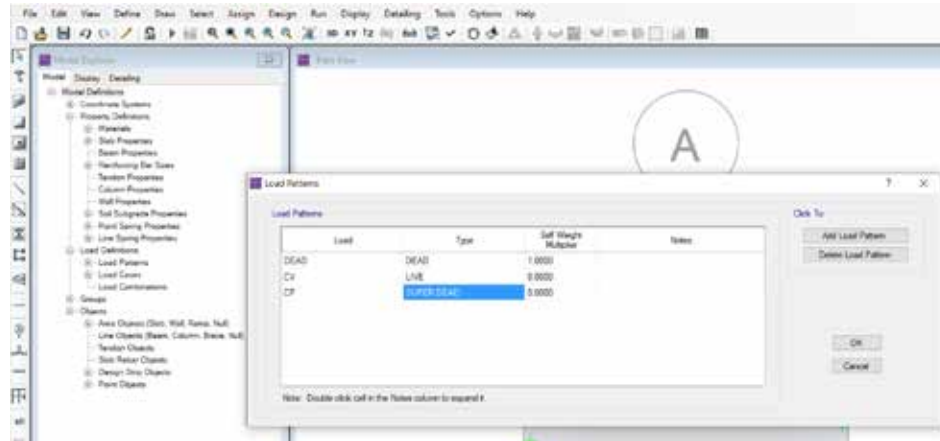 File Edit View Define Draw Select Assign Design Run Display Detailing Tools Options Help
Model Explorer
Plan View
Model Display Detailing
Model Definitions
Coordinate Systems
Property Definitions
Materials
Slab Properties
Beam Properties
Reinforcing Bar Sizes
Tendon Properties
Column Properties
Wall Properties
Soil Subgrade Properties
Point Spring Properties
Line Spring Properties
Load Definitions
Load Patterns
Load Cases
Load Combinations
Groups
Objects
Area Objects (Slab, Wall, Ramp, Null)
Line Objects (Beam, Column, Brace, Null)
Tendon Objects
Slab Rebar Objects
Design Strip Objects
Point Objects
A
Load Patterns
Load Patterns
Click To:
Load Type Self Weight Multiplier Notes
DEAD DEAD 1.0000
CV LIVE 0.0000
CP SUPER DEAD 0.0000
Add Load Pattern
Delete Load Pattern
OK
Cancel
Note: Double click cell in the Notes column to expand it